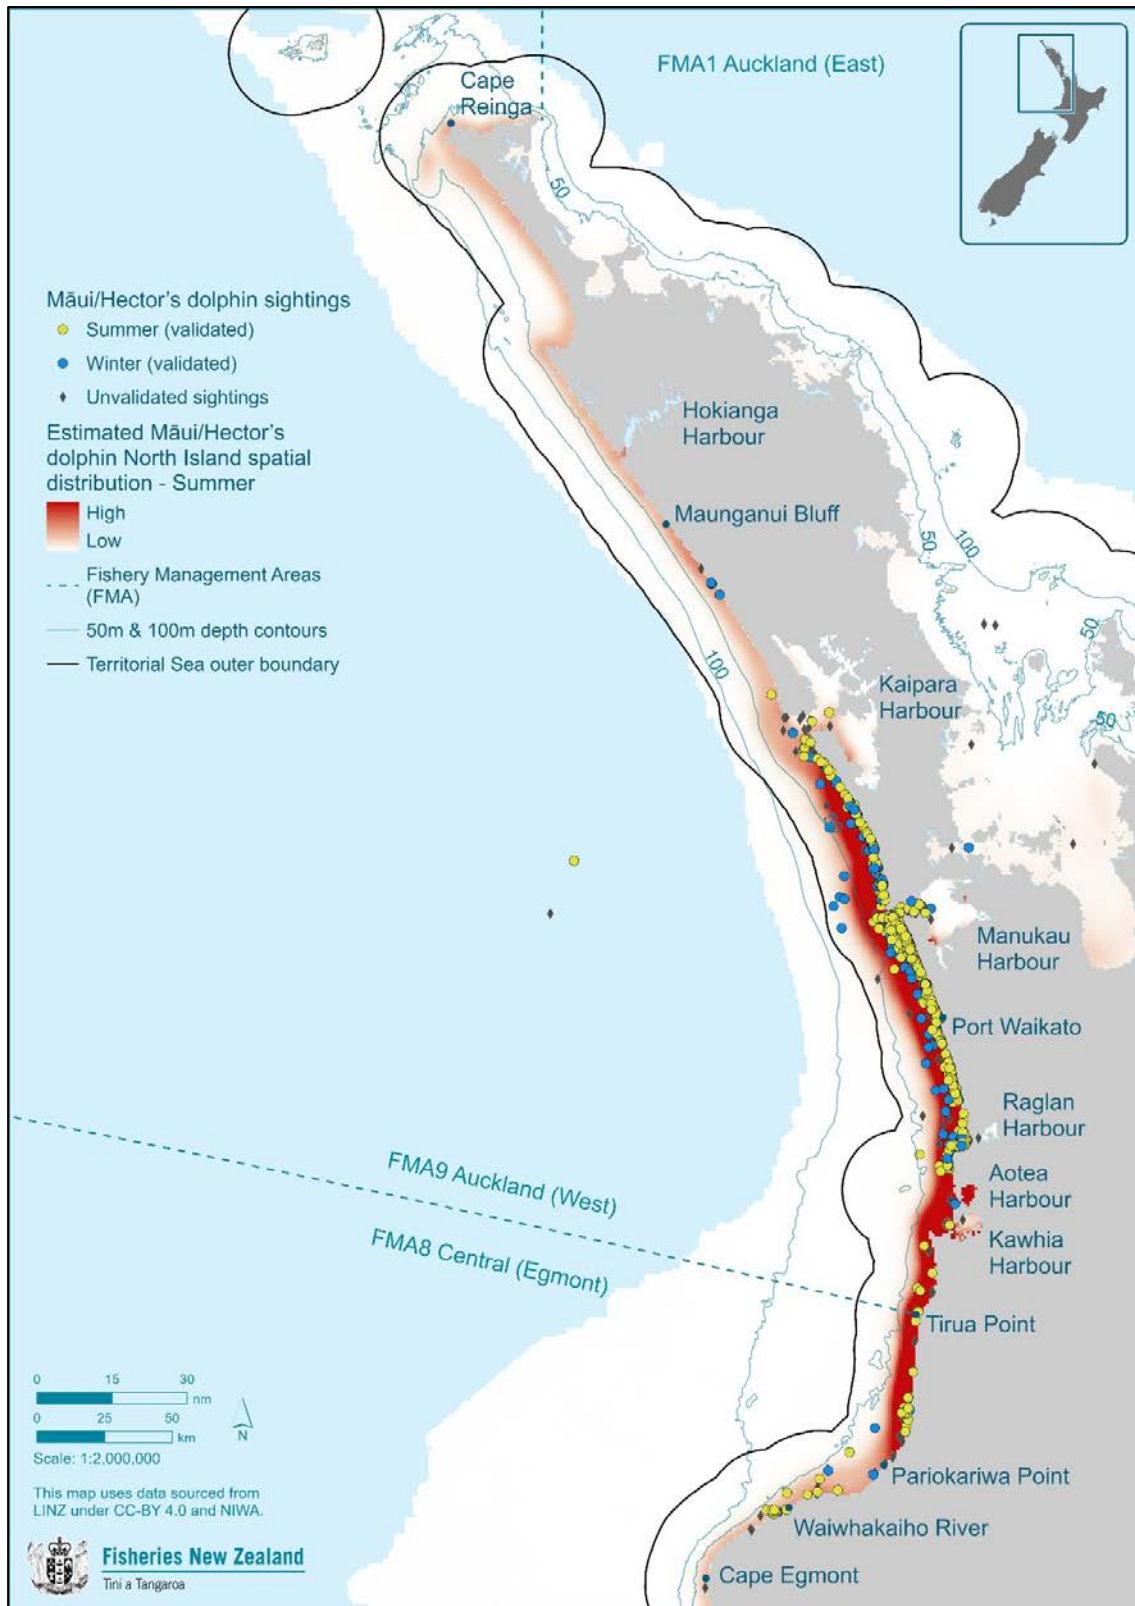 FMA1 Auckland (East)
Cape
Reinga
50
Māui/Hector's dolphin sightings
Summer (validated)
Winter (validated)
Unvalidated sightings
Estimated Māui/Hector's
dolphin North Island spatial
distribution - Summer
High
Low
Fishery Management Areas
(FMA)
50m & 100m depth contours
Territorial Sea outer boundary
Hokianga
Harbour
Maunganui Bluff
50
100
50
100
Kaipara
Harbour
50
Manukau
Harbour
Port Waikato
Raglan
Harbour
FMA9 Auckland (West)
Aotea
Harbour
FMA8 Central (Egmont)
Kawhia
Harbour
Tirua Point
0 15 30
nm
0 25 50
km
N
Scale: 1:2,000,000
Pariokariwa Point
This map uses data sourced from
LINZ under CC-BY 4.0 and NIWA.
Waiwhakaiho River
Fisheries New Zealand
Tini a Tangaroa
Cape Egmont